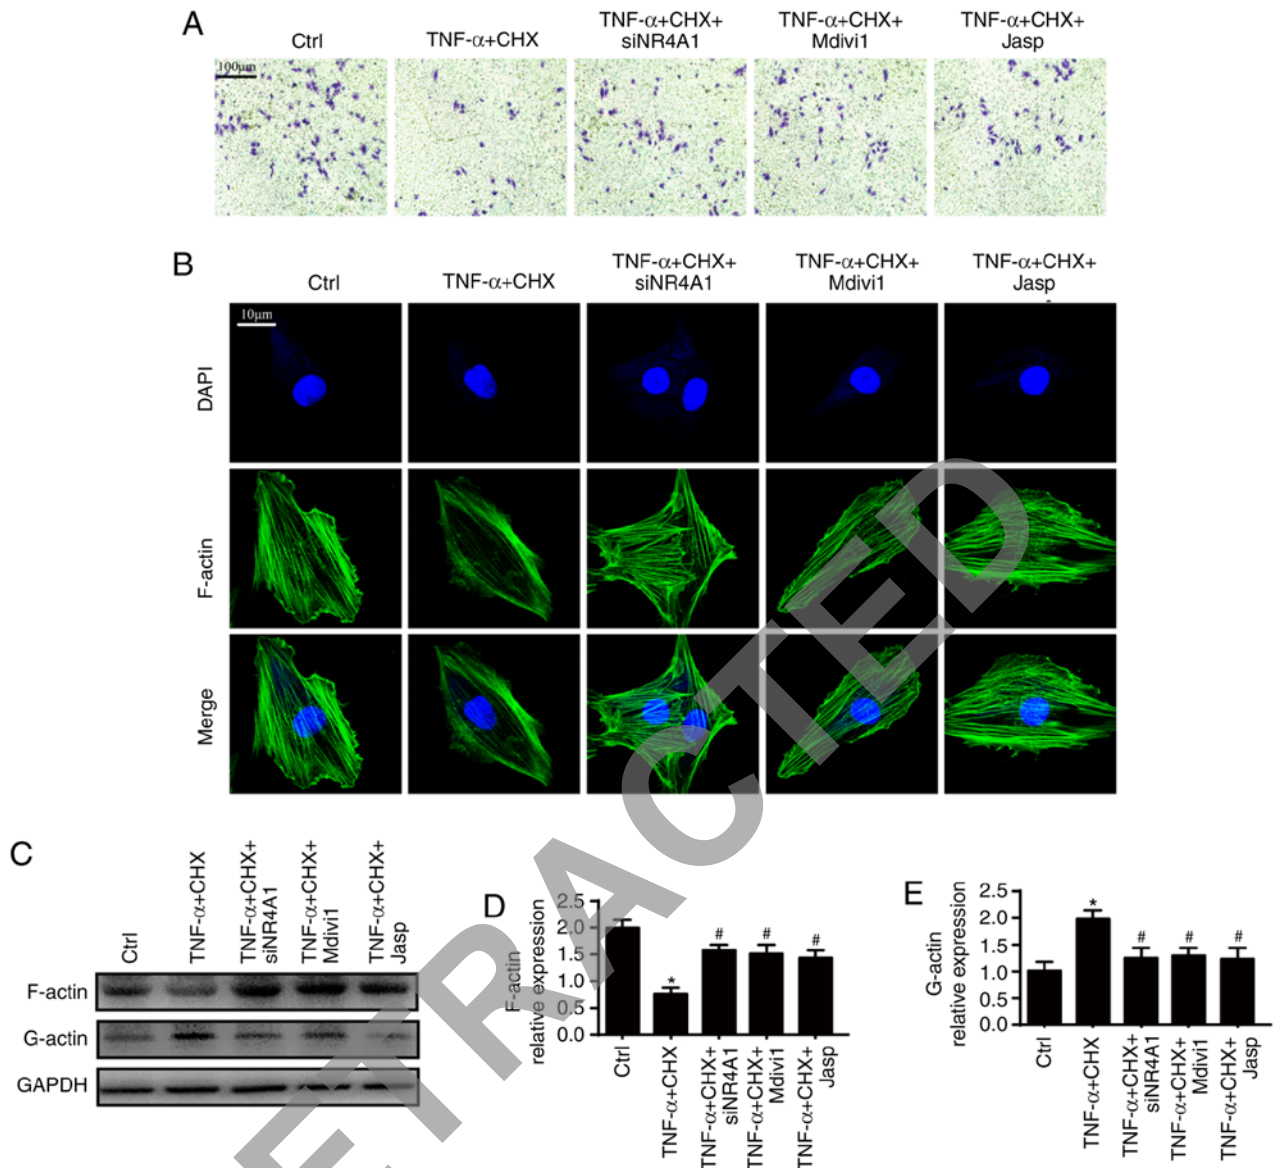 A
Ctrl
TNF-α+CHX
TNF-α+CHX+
siNR4A1
TNF-α+CHX+
Mdivi1
TNF-α+CHX+
Jasp
100μm
B
Ctrl
TNF-α+CHX
TNF-α+CHX+
siNR4A1
TNF-α+CHX+
Mdivi1
TNF-α+CHX+
Jasp
10μm
DAPI
F-actin
Merge
C
Ctrl
TNF-α+CHX
TNF-α+CHX+
siNR4A1
TNF-α+CHX+
Mdivi1
TNF-α+CHX+
Jasp
F-actin
G-actin
GAPDH
D
F-actin
relative expression
2.5
2.0
1.5
1.0
0.5
0.0
*
#
#
#
Ctrl
TNF-α+CHX
TNF-α+CHX+
siNR4A1
TNF-α+CHX+
Mdivi1
TNF-α+CHX+
Jasp
E
G-actin
relative expression
2.5
2.0
1.5
1.0
0.5
0.0
*
#
#
#
Ctrl
TNF-α+CHX
TNF-α+CHX+
siNR4A1
TNF-α+CHX+
Mdivi1
TNF-α+CHX+
Jasp
ETRACTED